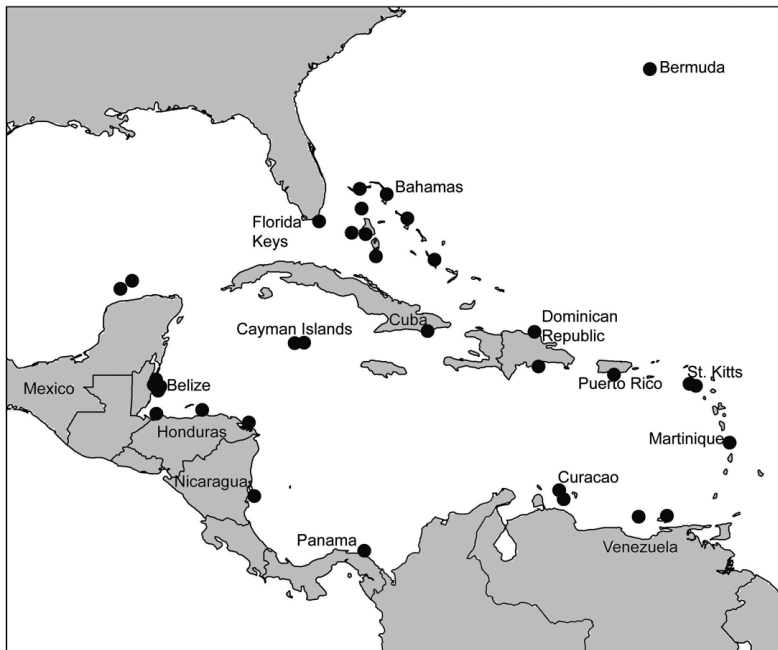 Bermuda
Bahamas
Florida
Keys
Cuba
Dominican
Republic
Cayman Islands
Puerto Rico
St. Kitts
Mexico
Belize
Honduras
Martinique
Nicaragua
Curacao
Panama
Venezuela